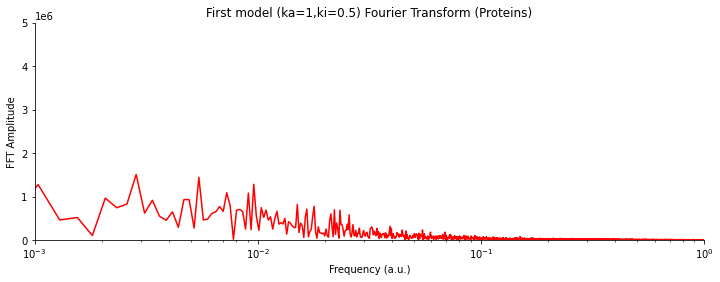 First model (ka=1,ki=0.5) Fourier Transform (Proteins)
1e6
5
4
3
2
1
0
FFT Amplitude
10⁻³
10⁻²
10⁻¹
10⁰
Frequency (a.u.)